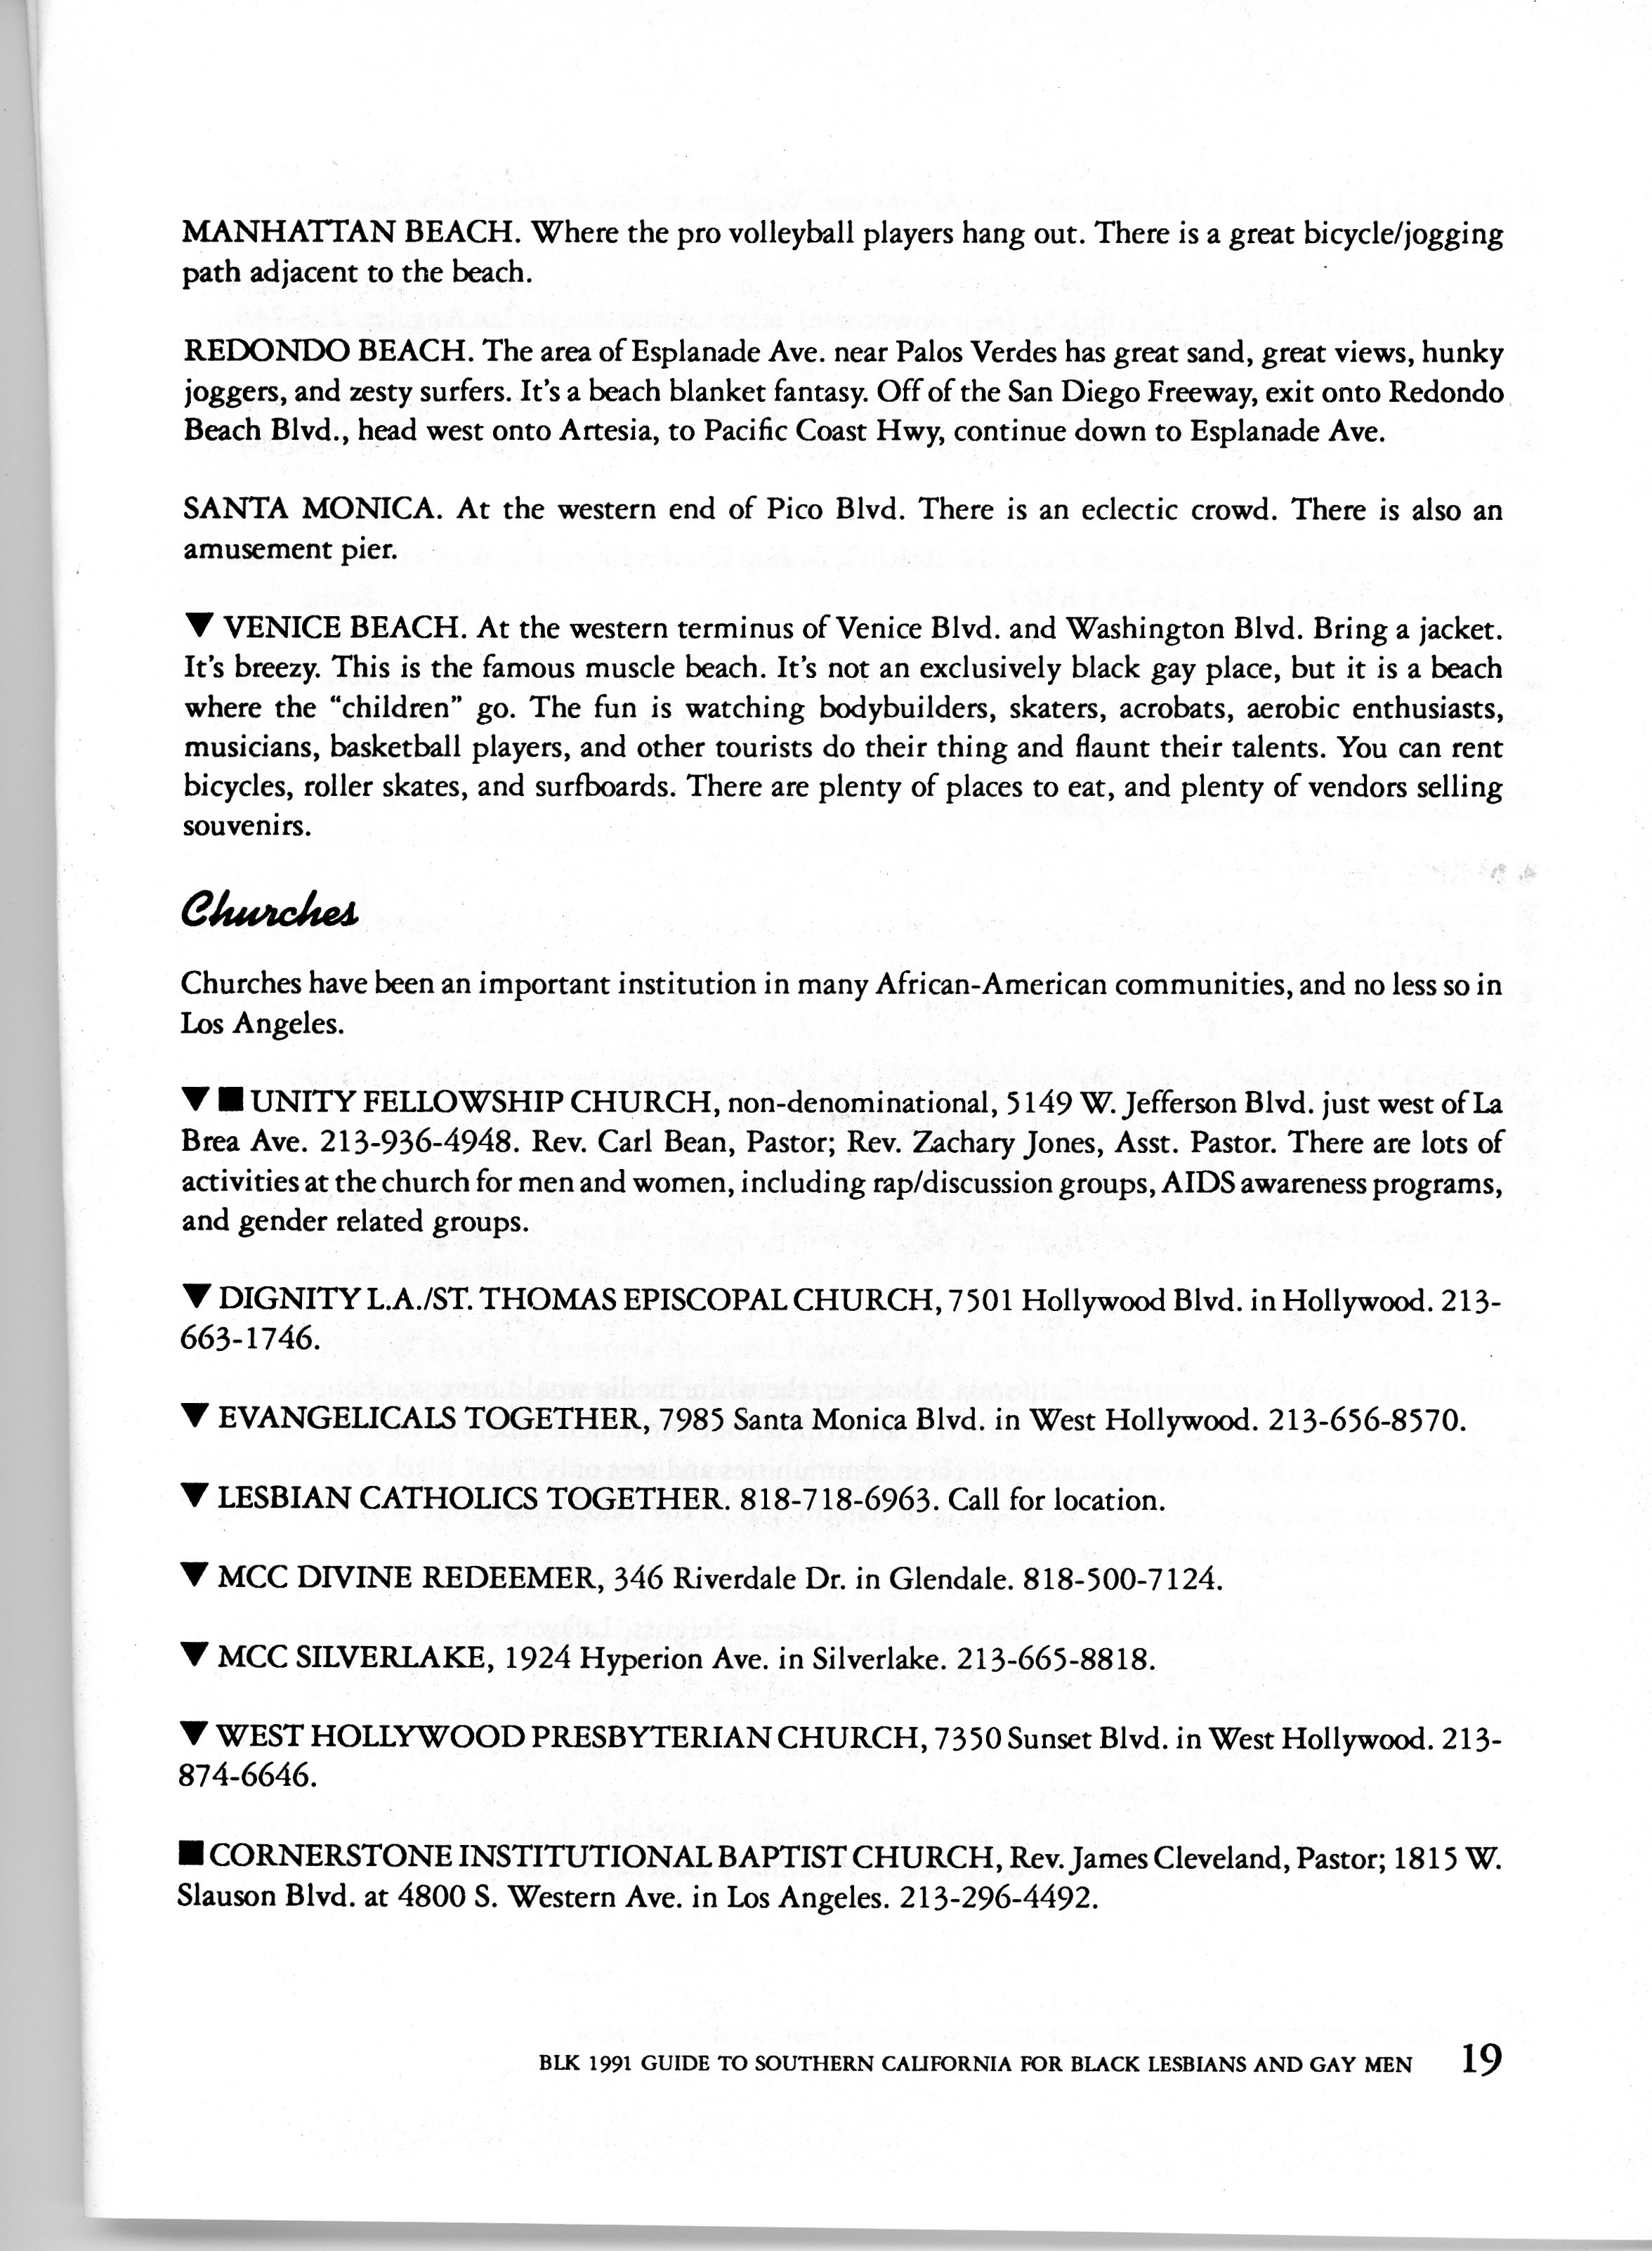 MANHATTAN BEACH. Where the pro volleyball players hang out. There is a great bicycle/jogging
path adjacent to the beach.
REDONDO BEACH. The area of Esplanade Ave. near Palos Verdes has great sand, great views, hunky
joggers, and zesty surfers. It's a beach blanket fantasy. Off of the San Diego Freeway, exit onto Redondo
Beach Blvd., head west onto Artesia, to Pacific Coast Hwy, continue down to Esplanade Ave.
SANTA MONICA. At the western end of Pico Blvd. There is an eclectic crowd. There is also an
amusement pier.
▼ VENICE BEACH. At the western terminus of Venice Blvd. and Washington Blvd. Bring a jacket.
It's breezy. This is the famous muscle beach. It's not an exclusively black gay place, but it is a beach
where the “children” go. The fun is watching bodybuilders, skaters, acrobats, aerobic enthusiasts,
musicians, basketball players, and other tourists do their thing and flaunt their talents. You can rent
bicycles, roller skates, and surfboards. There are plenty of places to eat, and plenty of vendors selling
souvenirs.
Churches
Churches have been an important institution in many African-American communities, and no less so in
Los Angeles.
▼■ UNITY FELLOWSHIP CHURCH, non-denominational, 5149 W. Jefferson Blvd. just west of La
Brea Ave. 213-936-4948. Rev. Carl Bean, Pastor; Rev. Zachary Jones, Asst. Pastor. There are lots of
activities at the church for men and women, including rap/discussion groups, AIDS awareness programs,
and gender related groups.
▼ DIGNITY L.A./ST. THOMAS EPISCOPAL CHURCH, 7501 Hollywood Blvd. in Hollywood. 213-
663-1746.
▼ EVANGELICALS TOGETHER, 7985 Santa Monica Blvd. in West Hollywood. 213-656-8570.
▼ LESBIAN CATHOLICS TOGETHER. 818-718-6963. Call for location.
▼ MCC DIVINE REDEEMER, 346 Riverdale Dr. in Glendale. 818-500-7124.
▼ MCC SILVERLAKE, 1924 Hyperion Ave. in Silverlake. 213-665-8818.
▼ WEST HOLLYWOOD PRESBYTERIAN CHURCH, 7350 Sunset Blvd. in West Hollywood. 213-
874-6646.
■ CORNERSTONE INSTITUTIONAL BAPTIST CHURCH, Rev. James Cleveland, Pastor; 1815 W.
Slauson Blvd. at 4800 S. Western Ave. in Los Angeles. 213-296-4492.
BLK 1991 GUIDE TO SOUTHERN CALIFORNIA FOR BLACK LESBIANS AND GAY MEN 19